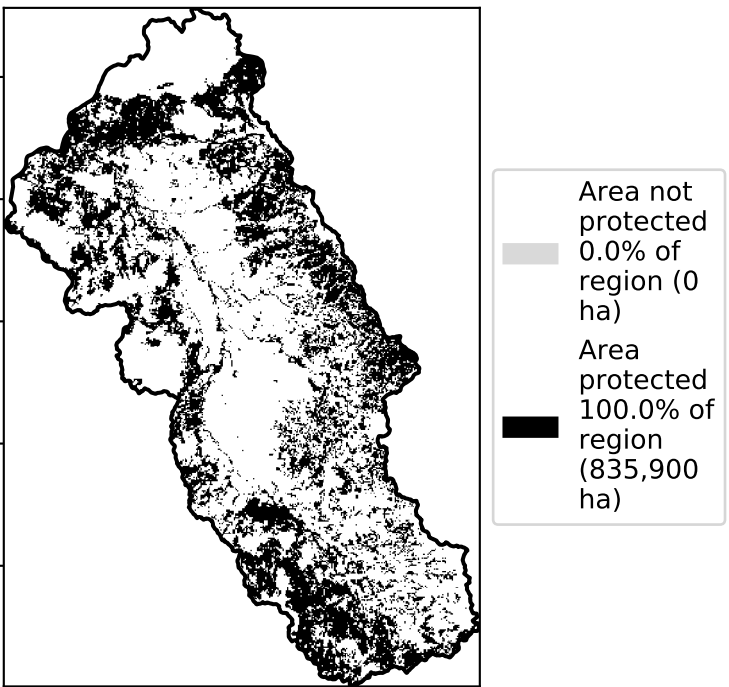 Area not
protected
0.0% of
region (0
ha)
Area
protected
100.0% of
region
(835,900
ha)